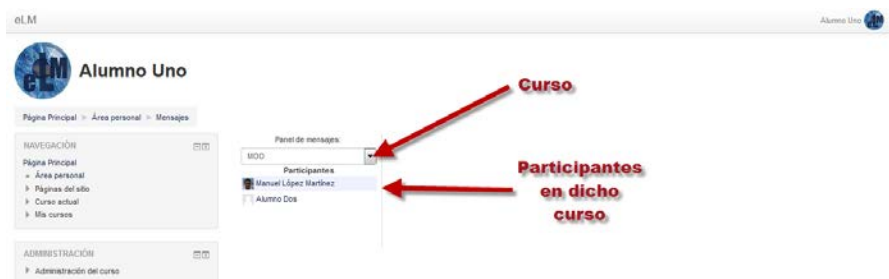 eLM
Alumno Uno
eLM
Alumno Uno
Página Principal ► Área personal ► Mensajes
NAVEGACIÓN
Página Principal
Área personal
Páginas del sitio
Curso actual
Mis cursos
ADMINISTRACIÓN
Administración del curso
Panel de mensajes:
MOO
Participantes
Manuel López Martínez
Alumno Dos
Curso
Participantes
en dicho
curso